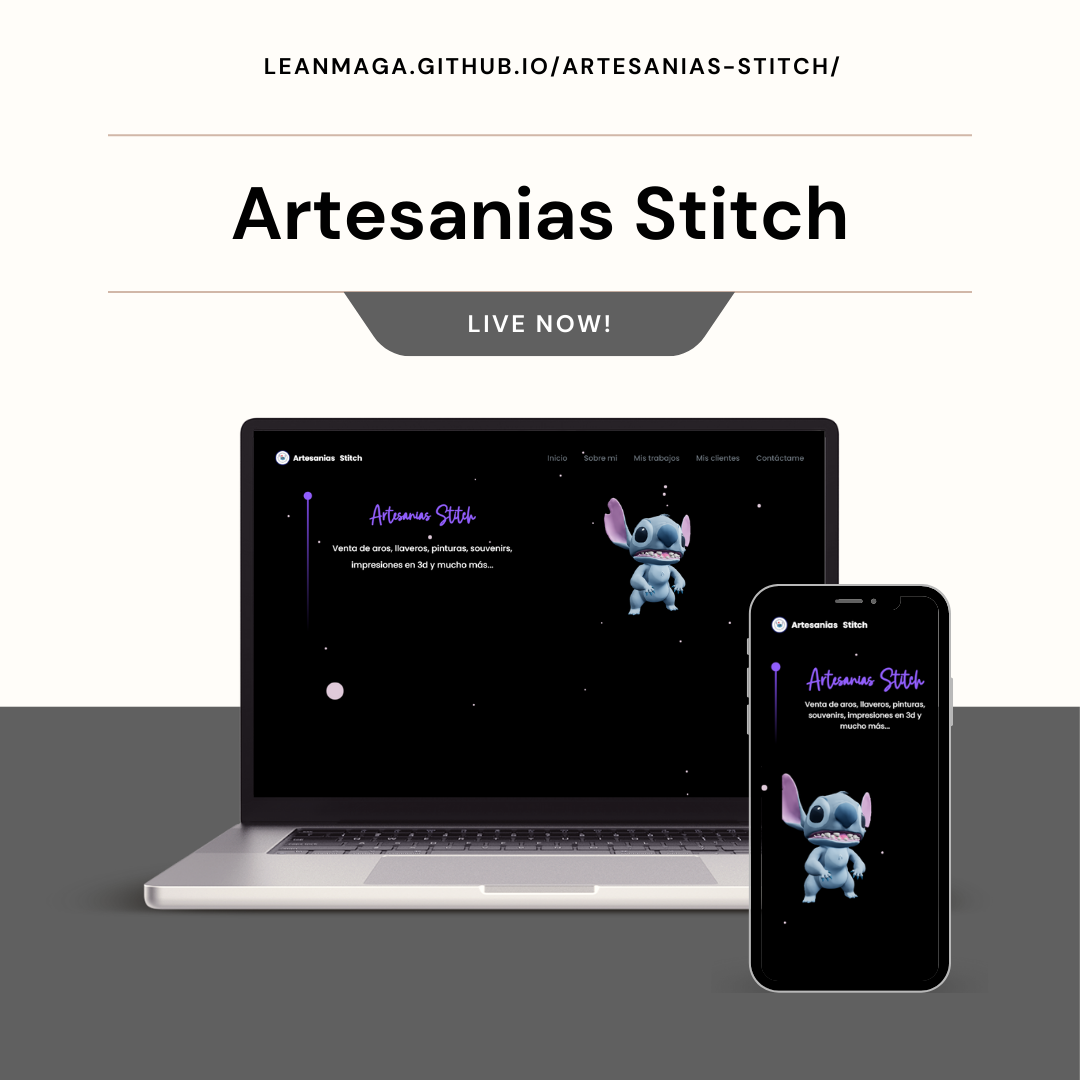 LEANMAGA.GITHUB.IO/ARTESANIAS-STITCH/
Artesanias Stitch
LIVE NOW!
Artesanias Stitch
Inicio Sobre mí Mis trabajos Mis clientes Contáctame
Artesanias Stitch
Venta de aros, llaveros, pinturas, souvenirs,
impresiones en 3d y mucho más...
Artesanias Stitch
Artesanias Stitch
Venta de aros, llaveros, pinturas,
souvenirs, impresiones en 3d y
mucho más...